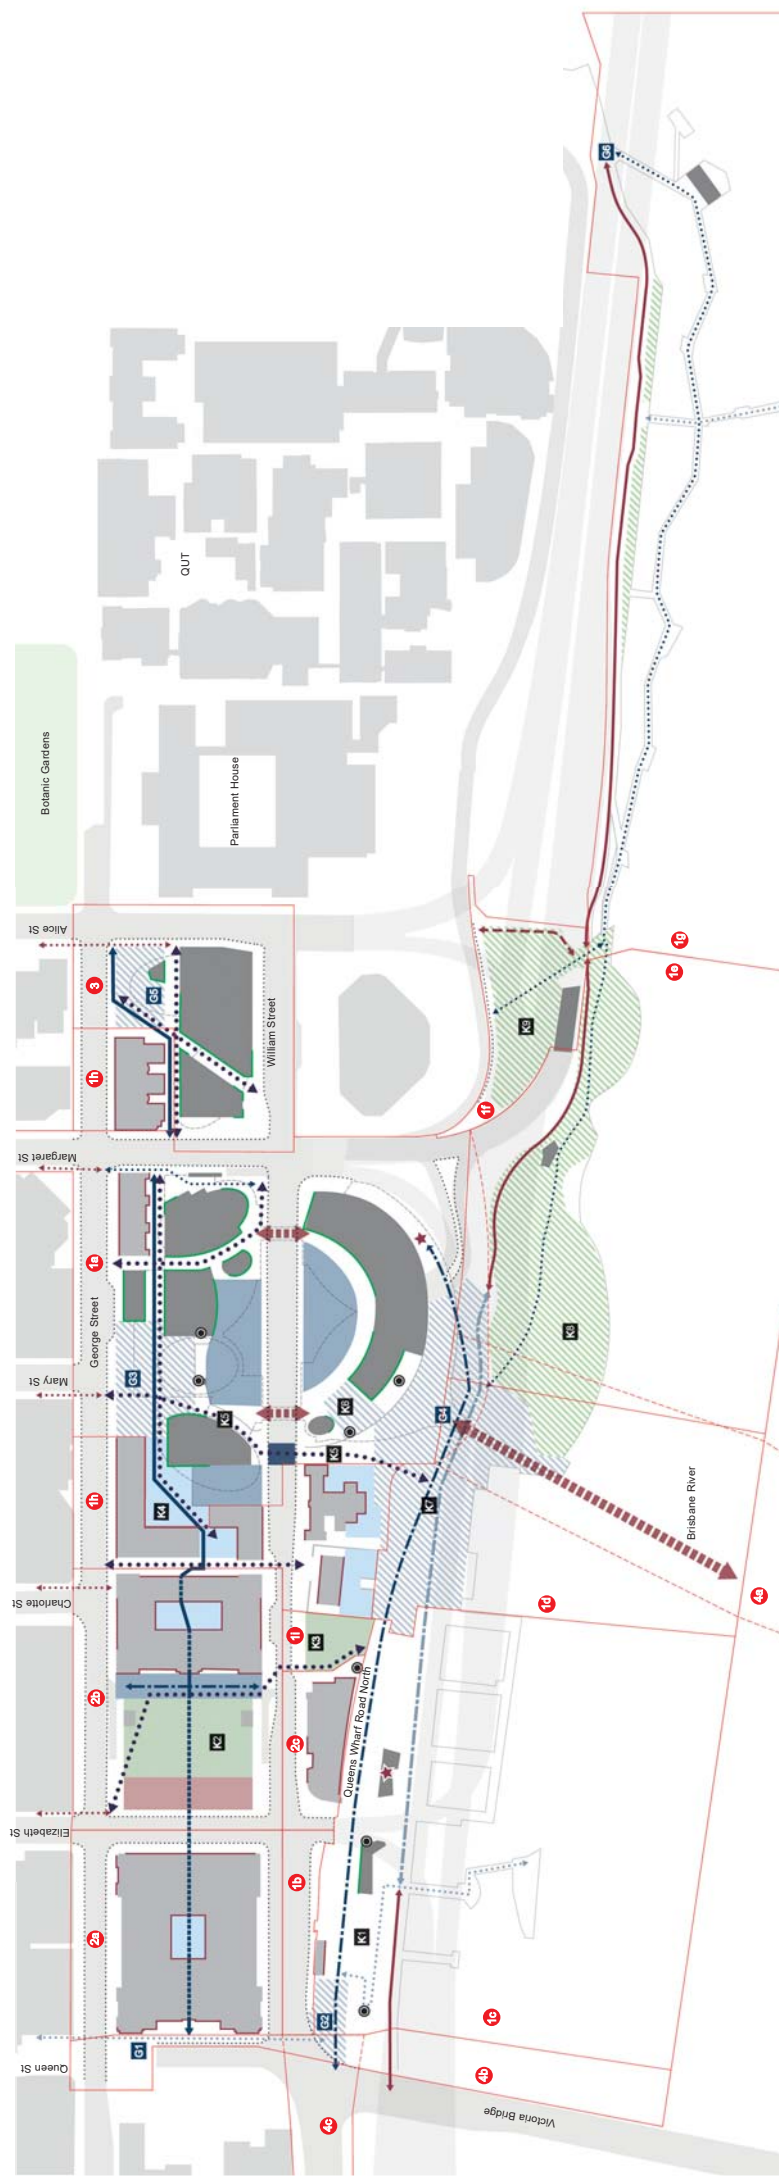 G6
QUT
Botanic Gardens
Parliament House
Alice St
3
G5
1g
1e
K9
William Street
1h
1f
Margaret St
1a
George Street
K8
Mary St
G3
K5
K6
G4
K5
1h
K4
K7
Brisbane River
4a
Charlotte St
1d
1i
K3
2b
K2
2c
Queens Wharf Road North
Elizabeth St
1b
2a
K1
G2
1c
G1
Queen St
4b
4c
Victoria Bridge